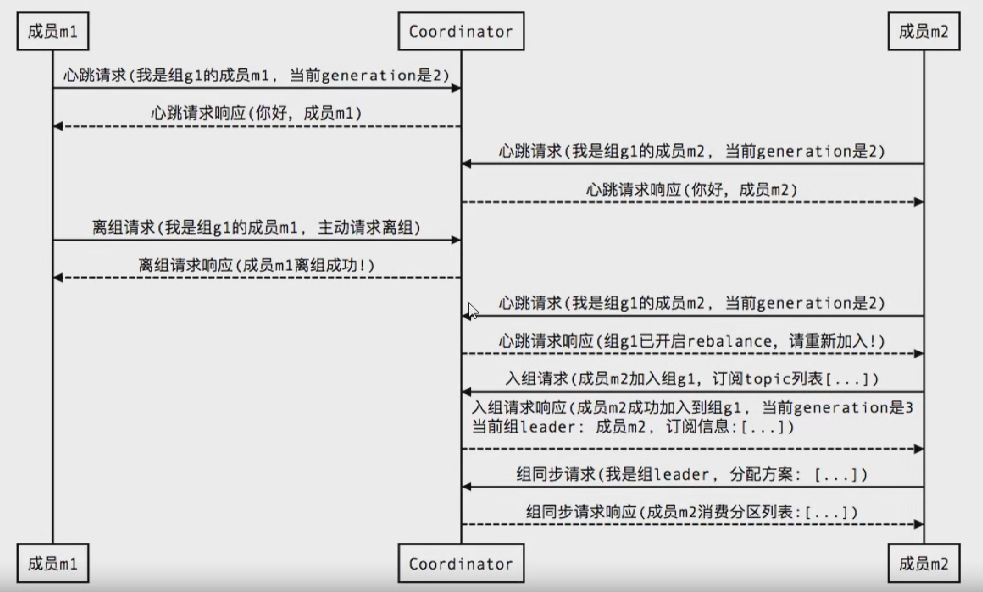 成员m1
Coordinator
成员m2
心跳请求(我是组g1的成员m1, 当前generation是2)
心跳请求响应(你好, 成员m1)
心跳请求(我是组g1的成员m2, 当前generation是2)
心跳请求响应(你好, 成员m2)
离组请求(我是组g1的成员m1, 主动请求离组)
离组请求响应(成员m1离组成功!)
心跳请求(我是组g1的成员m2, 当前generation是2)
心跳请求响应(组g1已开启rebalance, 请重新加入!)
入组请求(成员m2加入组g1, 订阅topic列表[...])
入组请求响应(成员m2成功加入到组g1, 当前generation是3
当前组leader: 成员m2, 订阅信息:[...])
组同步请求(我是组leader, 分配方案: [...])
组同步请求响应(成员m2消费分区列表:[...])
成员m1
Coordinator
成员m2